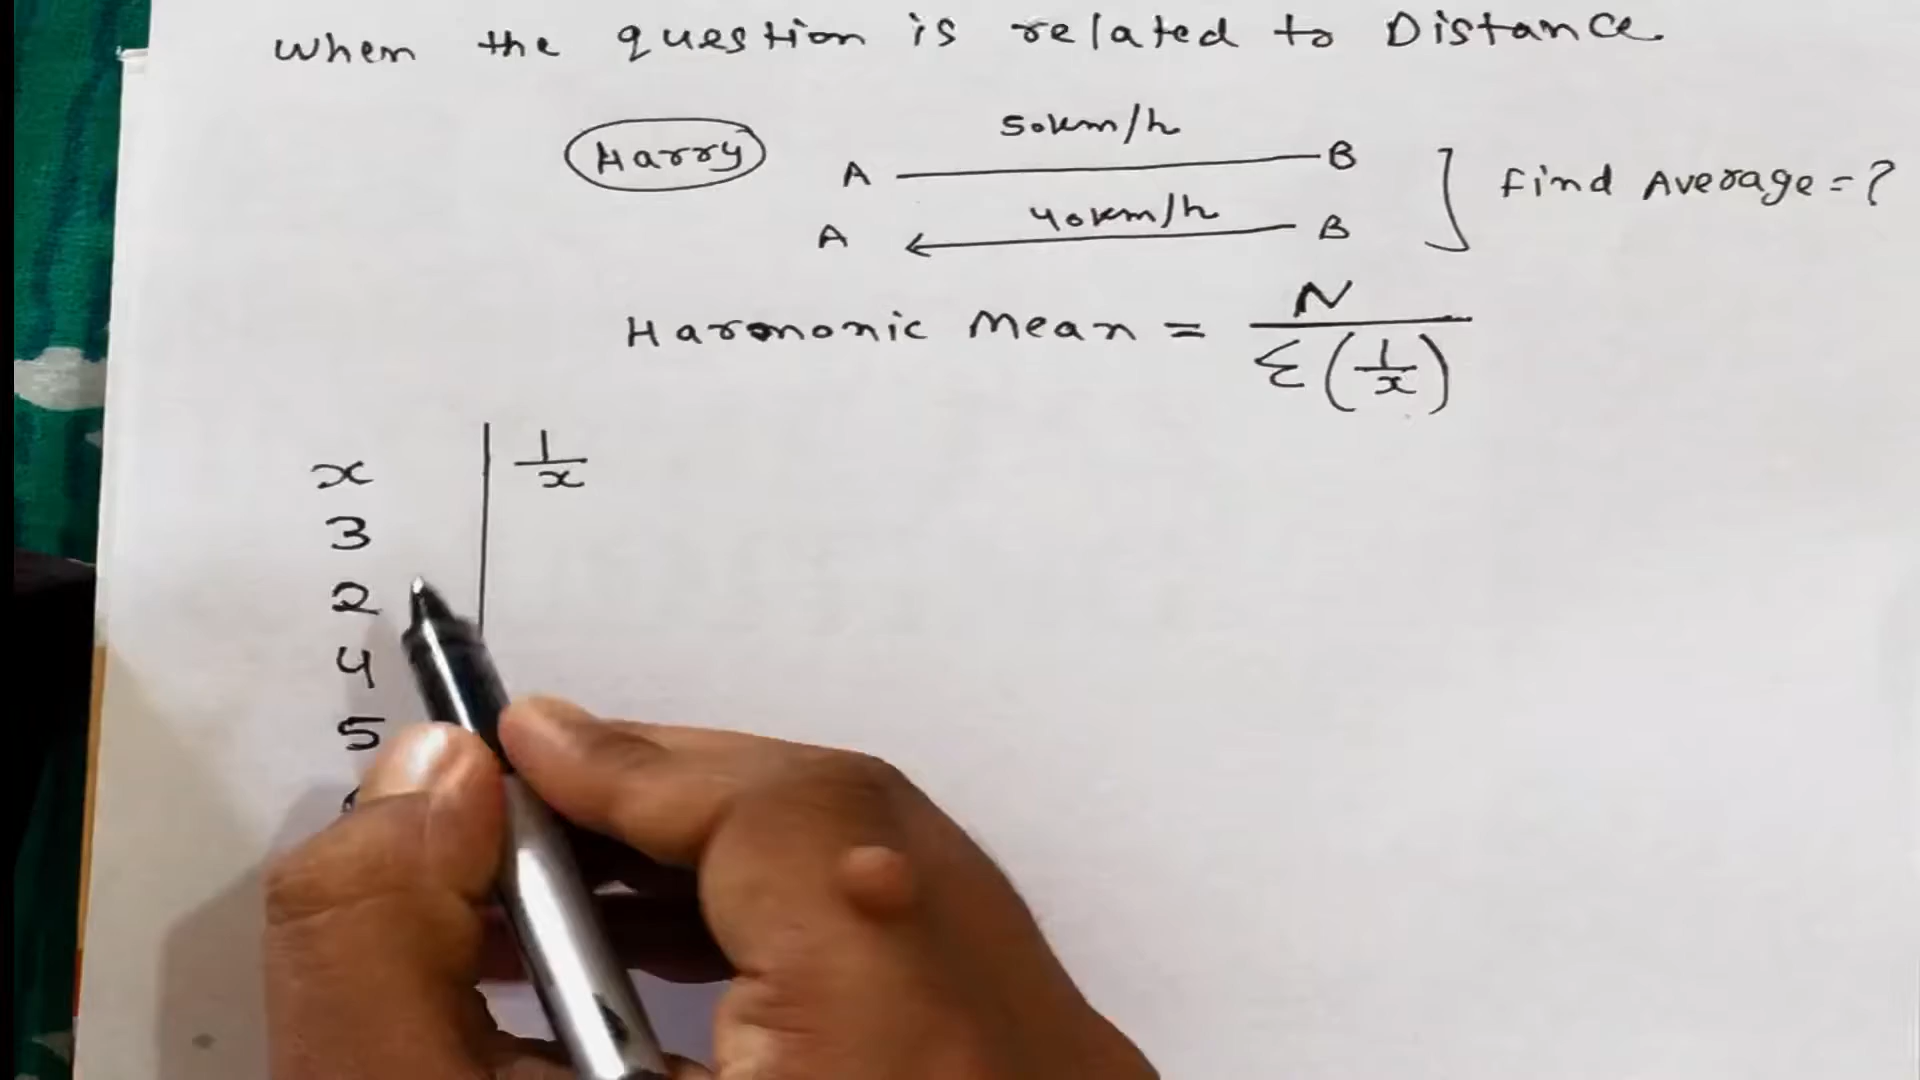 When the question is related to Distance.
Harry
50km/h
A B
40km/h
A B
] Find Average = ?
Harmonic Mean = N / Σ(1/x)
x | 1/x
3
2
4
5